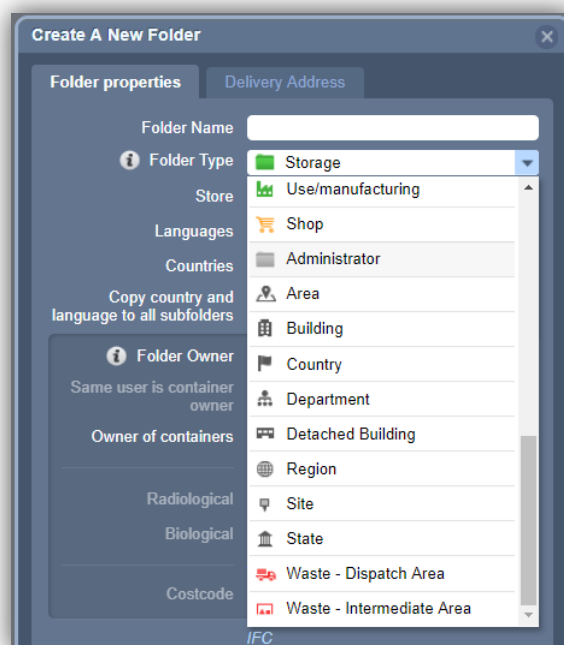 Create A New Folder
Folder properties
Delivery Address
Folder Name
Folder Type
Storage
Store
Languages
Countries
Copy country and
language to all subfolders
Folder Owner
Same user is container
owner
Owner of containers
Radiological
Biological
Costcode
Use/manufacturing
Shop
Administrator
Area
Building
Country
Department
Detached Building
Region
Site
State
Waste - Dispatch Area
Waste - Intermediate Area
IFC